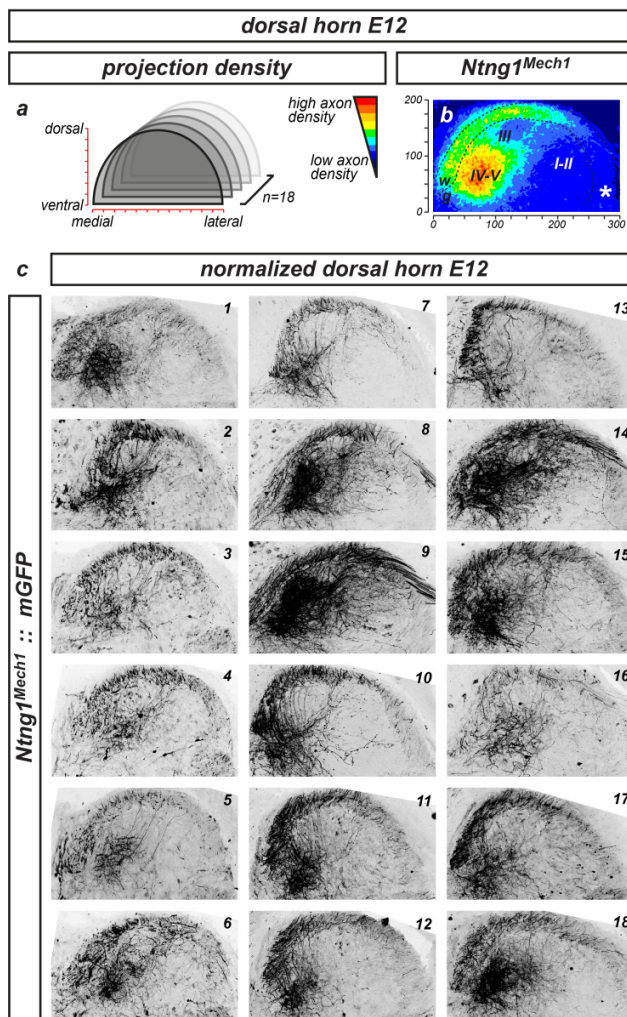 dorsal horn E12
projection density
Ntng1Mech1
a
high axon
density
low axon
density
dorsal
ventral
medial
lateral
n=18
b
200
100
0
0
50
100
150
200
300
III
IV-V
I-II
w
g
*
c
normalized dorsal horn E12
Ntng1Mech1 :: mGFP
1
7
13
2
8
14
3
9
15
4
10
16
5
11
17
6
12
18